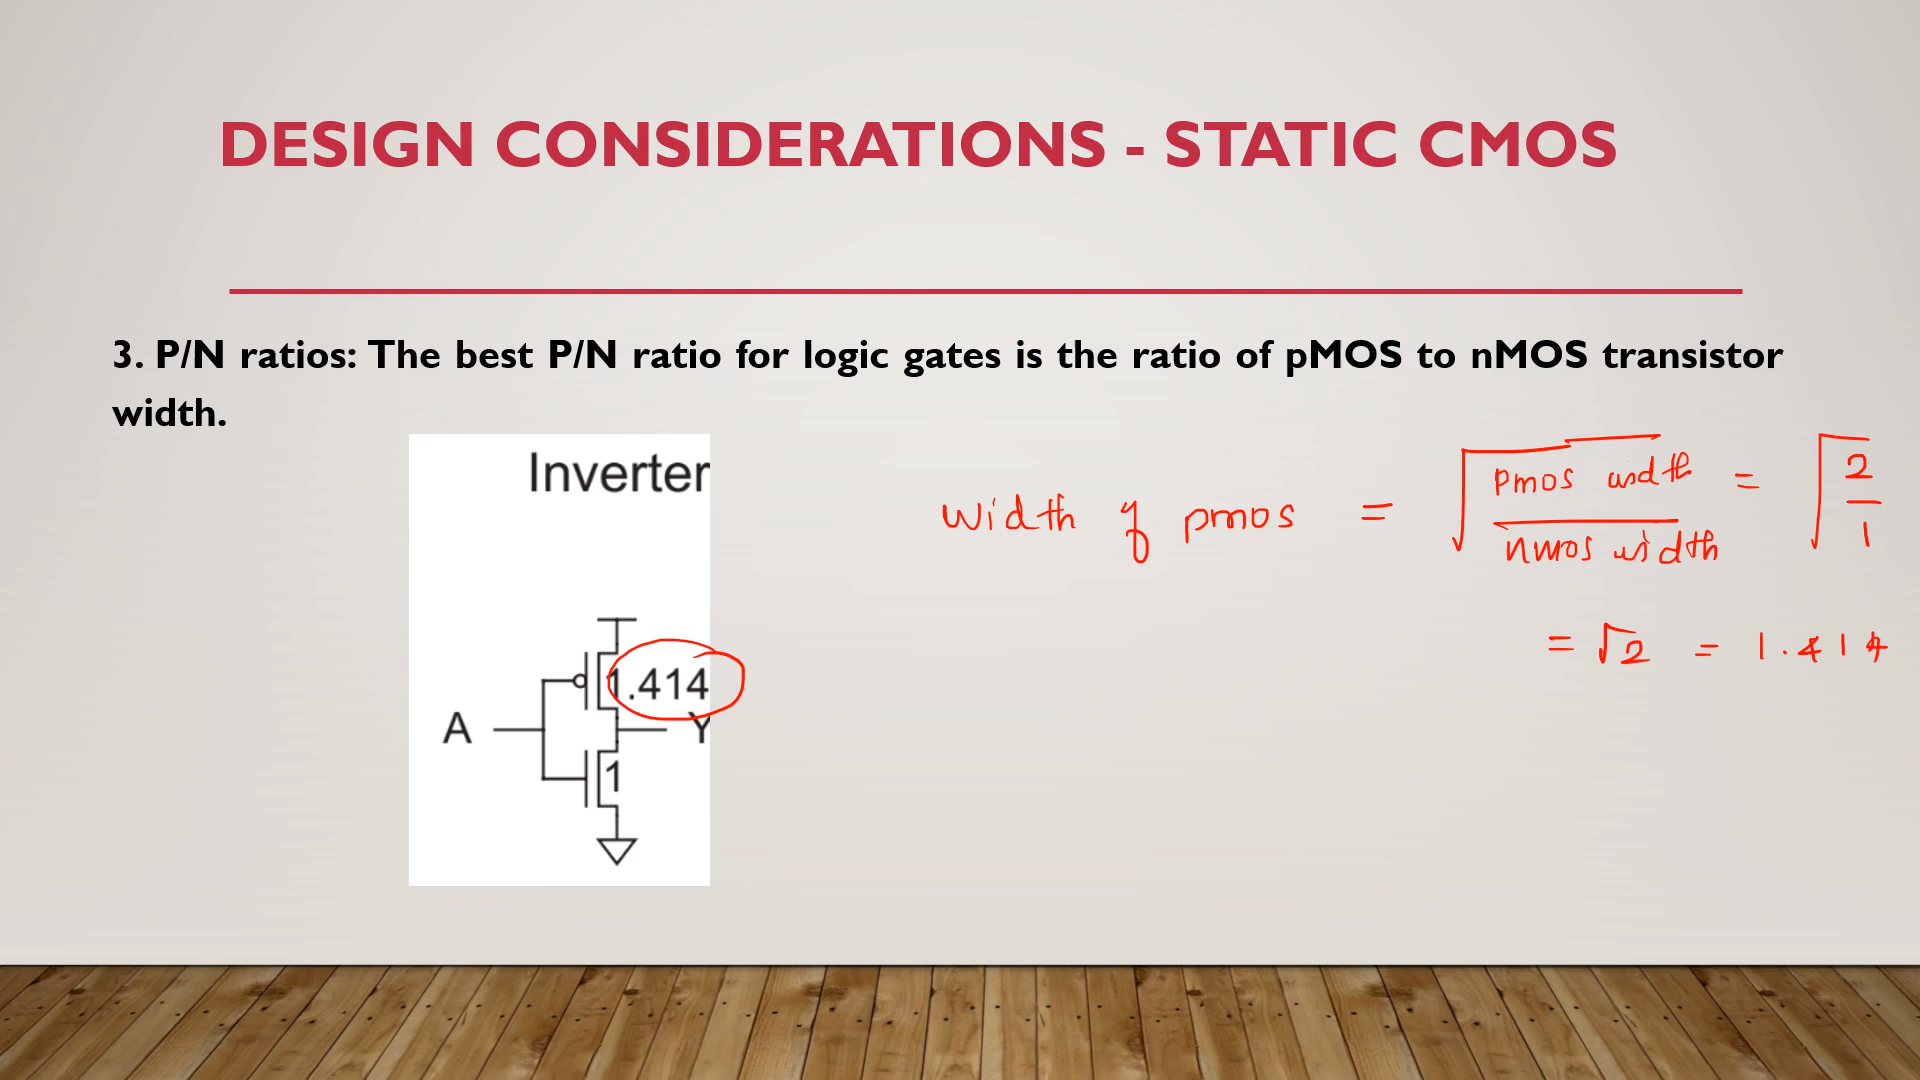 DESIGN CONSIDERATIONS - STATIC CMOS
3. P/N ratios: The best P/N ratio for logic gates is the ratio of pMOS to nMOS transistor
width.
Inverter
1.414
A
Y
1
width of pmos = √ pmos width / nmos width = √ 2 / 1
= √2 = 1.414